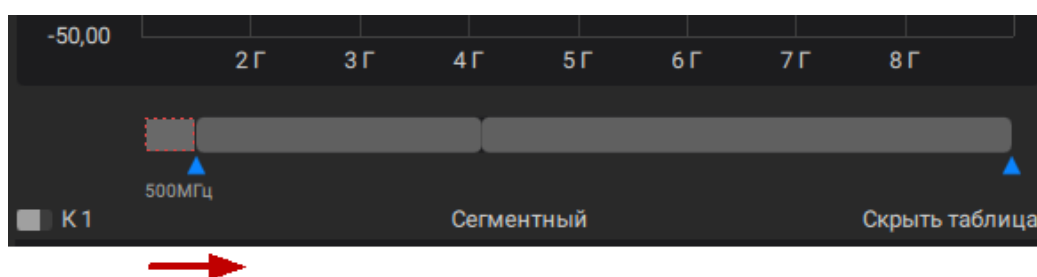 -50,00
2 Г 3 Г 4 Г 5 Г 6 Г 7 Г 8 Г
500МГц
К 1 Сегментный Скрыть таблица